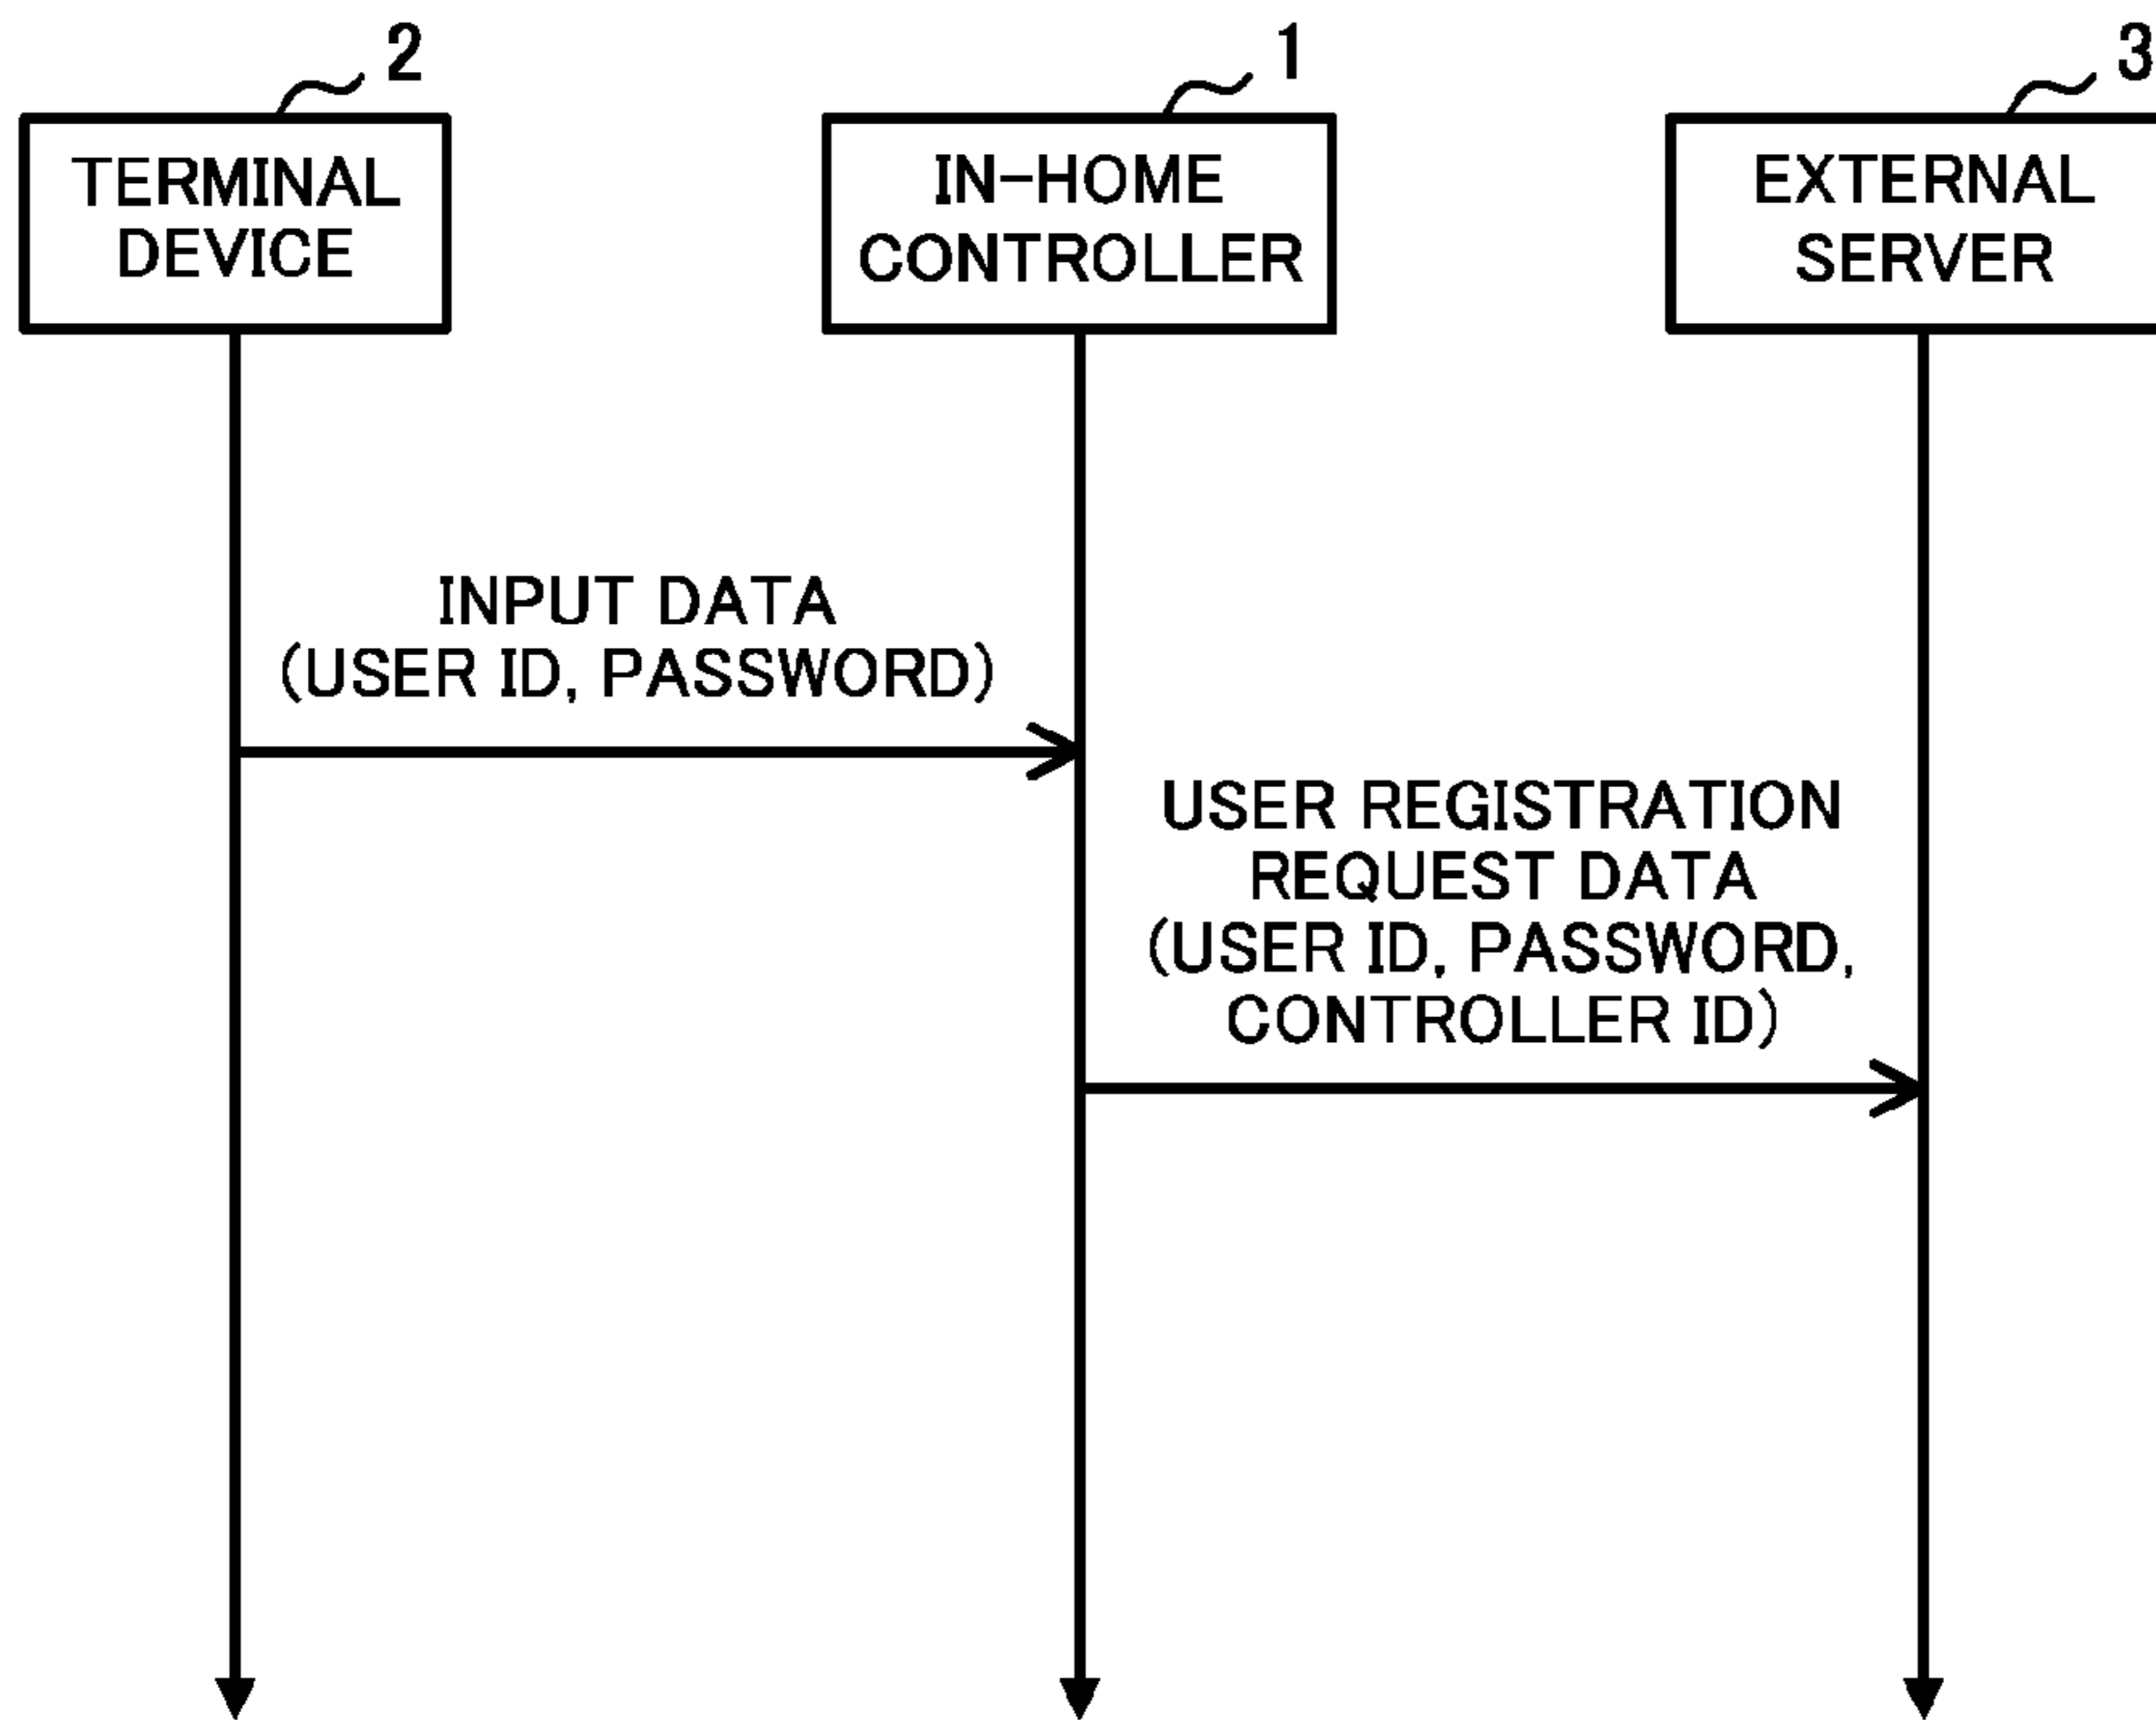 2
1
3
TERMINAL
DEVICE
IN-HOME
CONTROLLER
EXTERNAL
SERVER
INPUT DATA
(USER ID, PASSWORD)
USER REGISTRATION
REQUEST DATA
(USER ID, PASSWORD,
CONTROLLER ID)